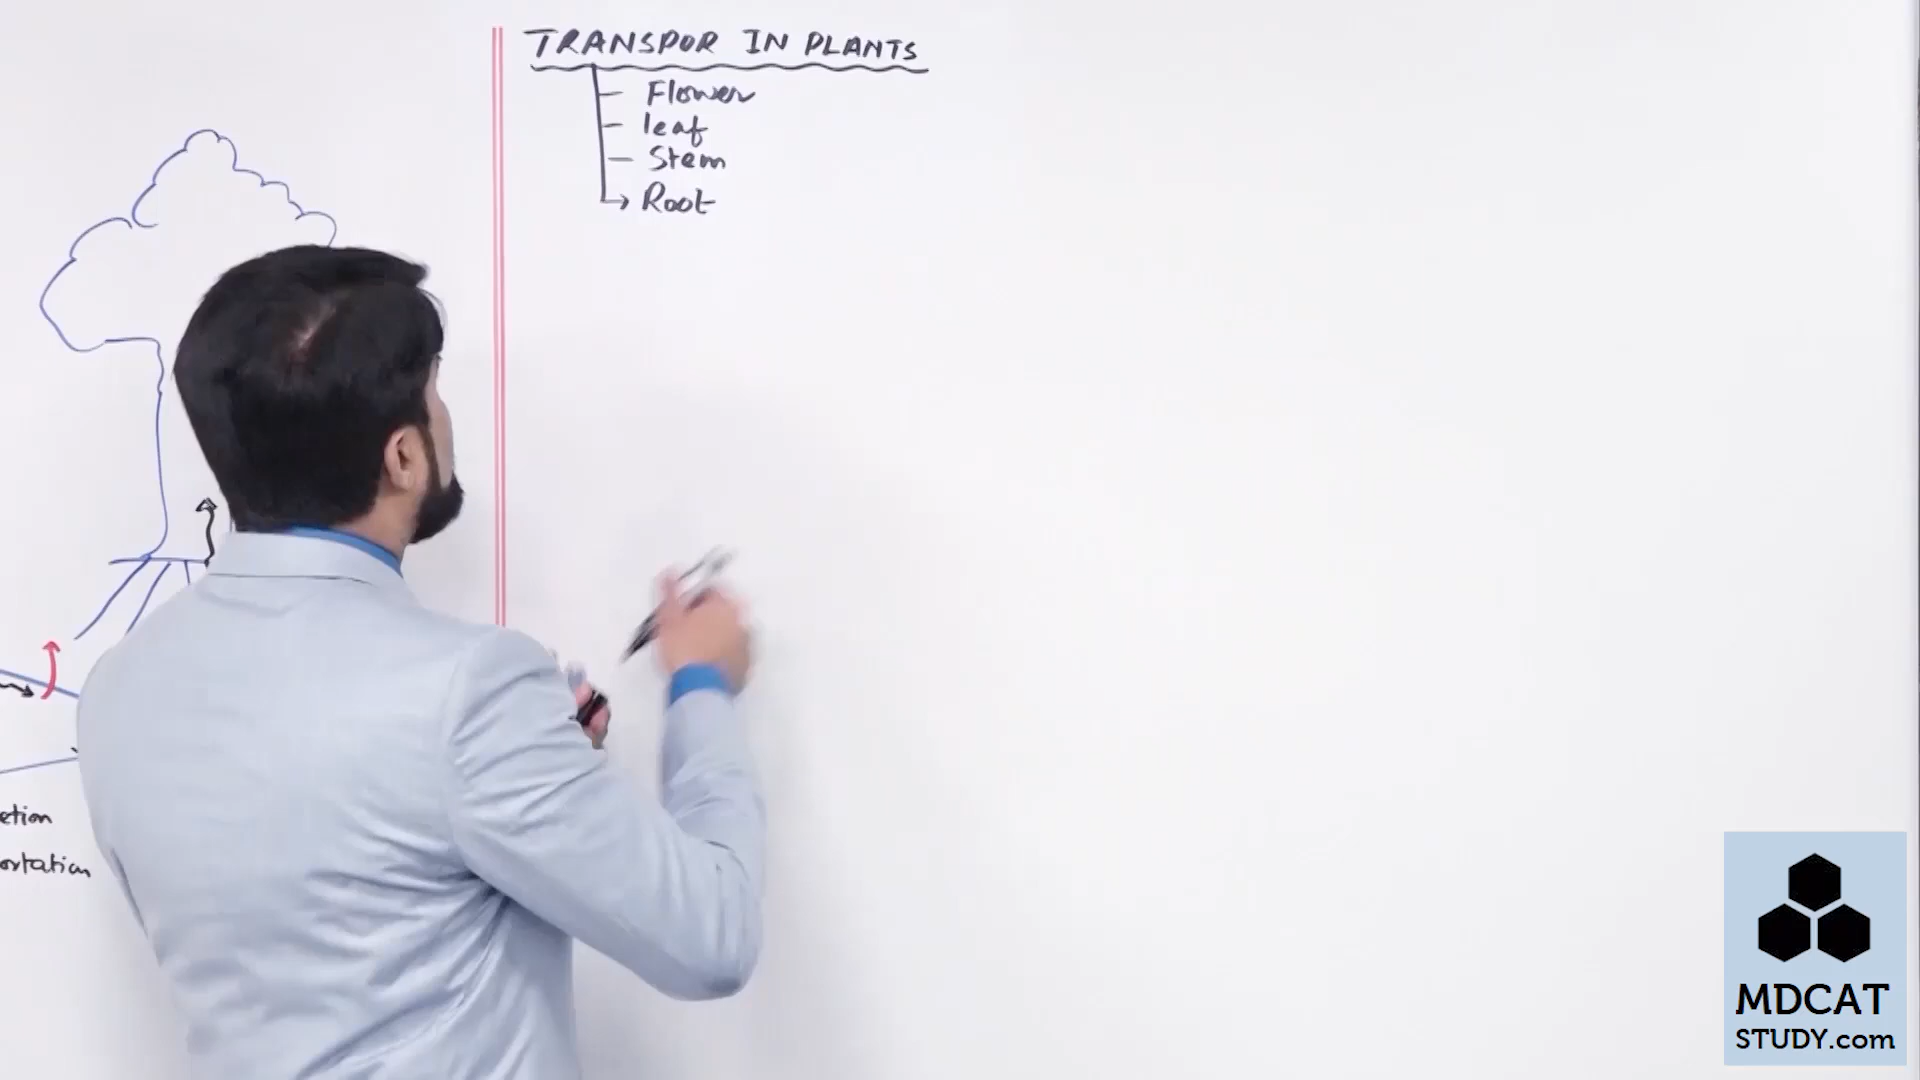 TRANSPOR IN PLANTS
Flower
leaf
Stem
Root
etion
ortation
MDCAT
STUDY.com